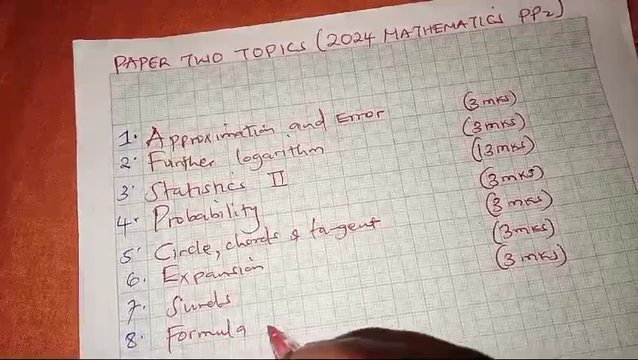 PAPER TWO TOPICS (2024 MATHEMATICS PP2)
1. Approximation and Error (3mks)
2. Further logarithm (3mks)
3. Statistics II (13mks)
4. Probability (3mks)
5. Circle, chords & tangent (3mks)
6. Expansion (3mks)
7. Surds (3mks)
8. Formula